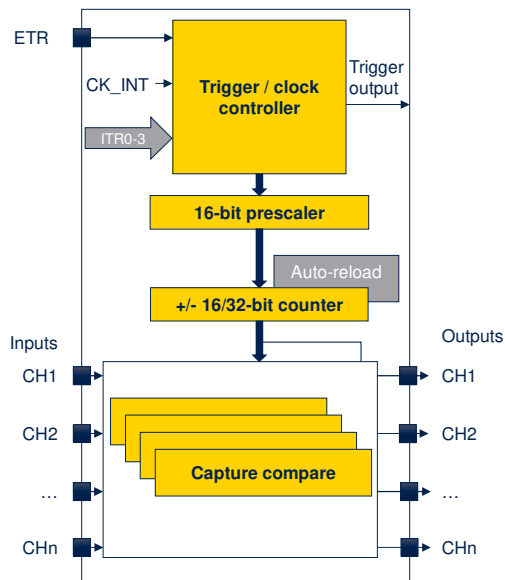 ETR
CK_INT
ITR0-3
Trigger / clock
controller
Trigger
output
16-bit prescaler
Auto-reload
+/- 16/32-bit counter
Inputs
Outputs
CH1
CH1
CH2
CH2
Capture compare
...
...
CHn
CHn